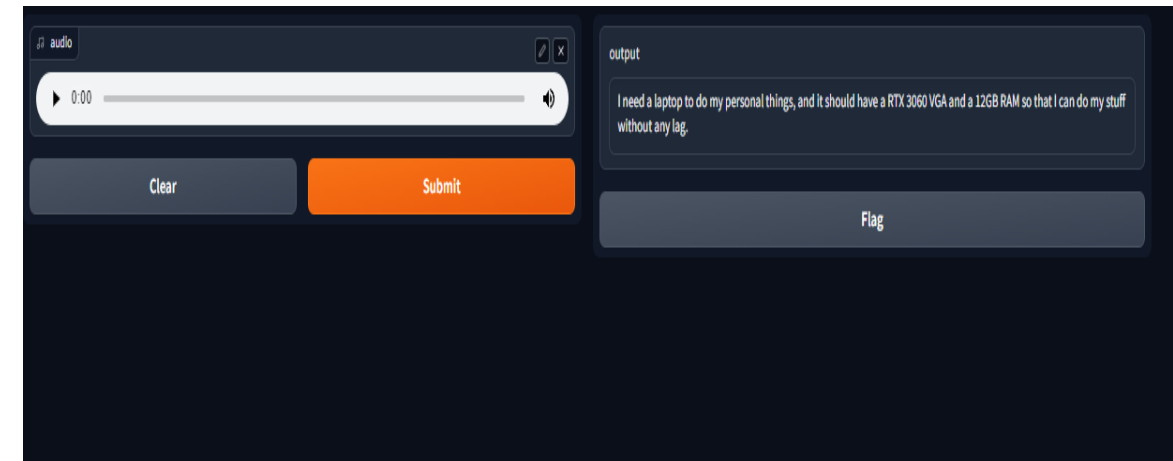 audio
0:00
Clear
Submit
output
I need a laptop to do my personal things, and it should have a RTX 3060 VGA and a 12GB RAM so that I can do my stuff
without any lag.
Flag